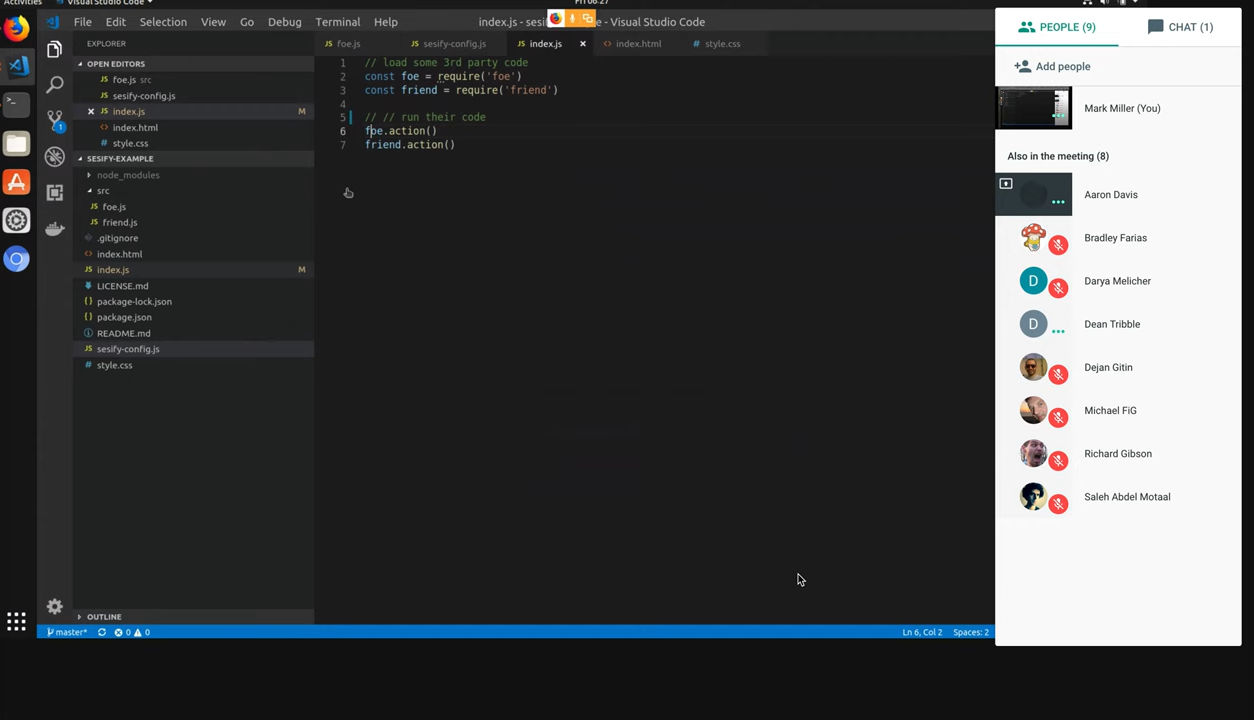 Activities
Visual Studio Code
Fri 06:27
File Edit Selection View Go Debug Terminal Help
index.js - sesif
e - Visual Studio Code
EXPLORER
OPEN EDITORS
foe.js src
sesify-config.js
index.js M
index.html
style.css
SESIFY-EXAMPLE
node_modules
src
foe.js
friend.js
.gitignore
index.html
index.js M
LICENSE.md
package-lock.json
package.json
README.md
sesify-config.js
style.css
OUTLINE
foe.js sesify-config.js index.js index.html style.css
1 // load some 3rd party code
2 const foe = require('foe')
3 const friend = require('friend')
4
5 // // run their code
6 foe.action()
7 friend.action()
master* 0 0
Ln 6, Col 2 Spaces: 2
PEOPLE (9) CHAT (1)
Add people
Mark Miller (You)
Also in the meeting (8)
Aaron Davis
Bradley Farias
D Darya Melicher
D Dean Tribble
Dejan Gitin
Michael FiG
Richard Gibson
Saleh Abdel Motaal
1